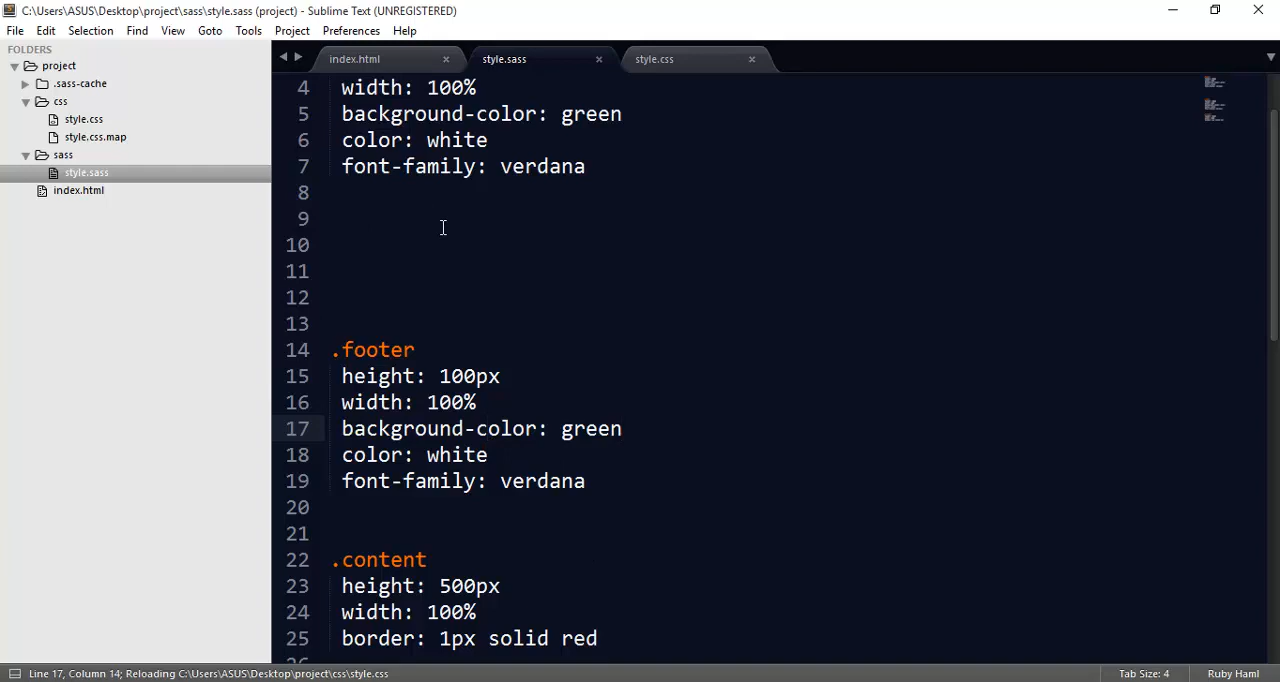 C:\Users\ASUS\Desktop\project\sass\style.sass (project) - Sublime Text (UNREGISTERED)
File Edit Selection Find View Goto Tools Project Preferences Help
FOLDERS
project
.sass-cache
css
style.css
style.css.map
sass
style.sass
index.html
index.html × style.sass × style.css ×
4 width: 100%
5 background-color: green
6 color: white
7 font-family: verdana
8
9
10
11
12
13
14 .footer
15 height: 100px
16 width: 100%
17 background-color: green
18 color: white
19 font-family: verdana
20
21
22 .content
23 height: 500px
24 width: 100%
25 border: 1px solid red
Line 17, Column 14; Reloading C:\Users\ASUS\Desktop\project\css\style.css Tab Size: 4 Ruby Haml